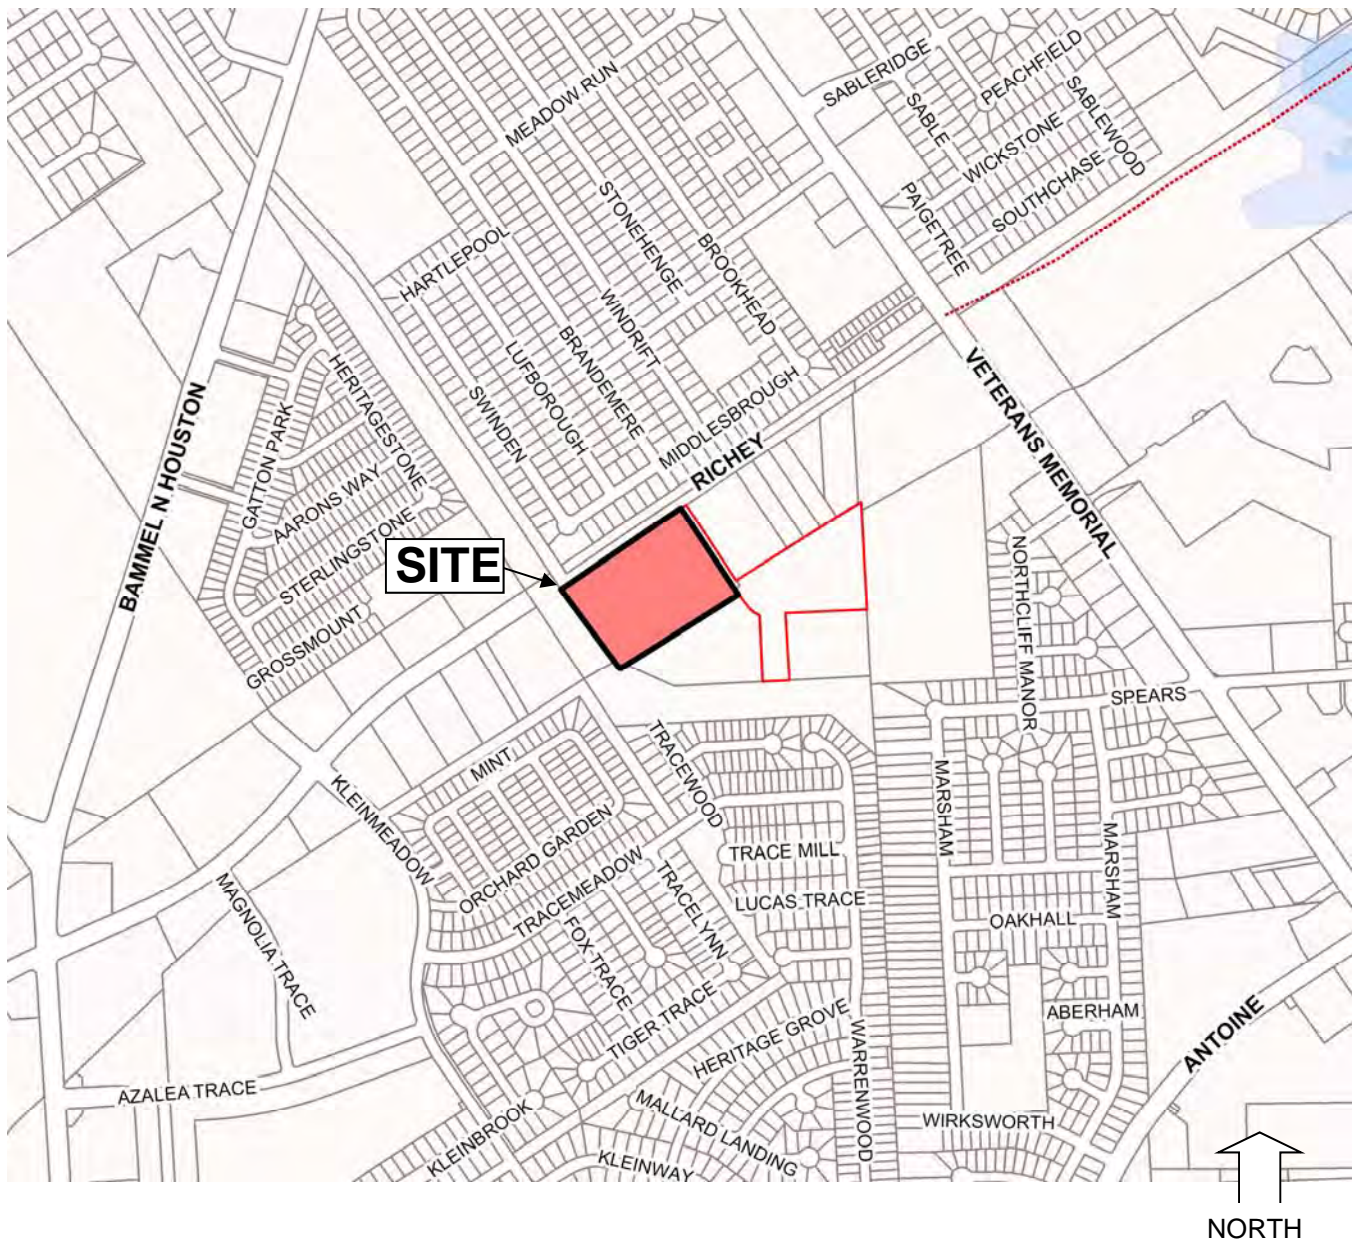 SABLERIDGE
PEACHFIELD
MEADOW RUN
SABLE
SABLEWOOD
WICKSTONE
SOUTHCHASE
STONEHENGE
PAIGETREE
HARTLEPOOL
BROOKHEAD
WINDRIFT
BRANDEMERE
LUFBOROUGH
SWINDEN
HERITAGESTONE
GATTON PARK
BAMMEL N HOUSTON
VETERANS MEMORIAL
MIDDLESBROUGH
RICHEY
AARONS WAY
STERLINGSTONE
SITE
GROSSMOUNT
NORTHCLIFF MANOR
SPEARS
TRACEWOOD
MINT
KLEINMEADOW
MARSHAM
MARSHAM
ORCHARD GARDEN
TRACE MILL
TRACEMEADOW
TRACELYNN
LUCAS TRACE
OAKHALL
MAGNOLIA TRACE
FOX TRACE
TIGER TRACE
HERITAGE GROVE
WARRENWOOD
ABERHAM
ANTOINE
AZALEA TRACE
KLEINBROOK
MALLARD LANDING
WIRKSWORTH
KLEINWAY
NORTH